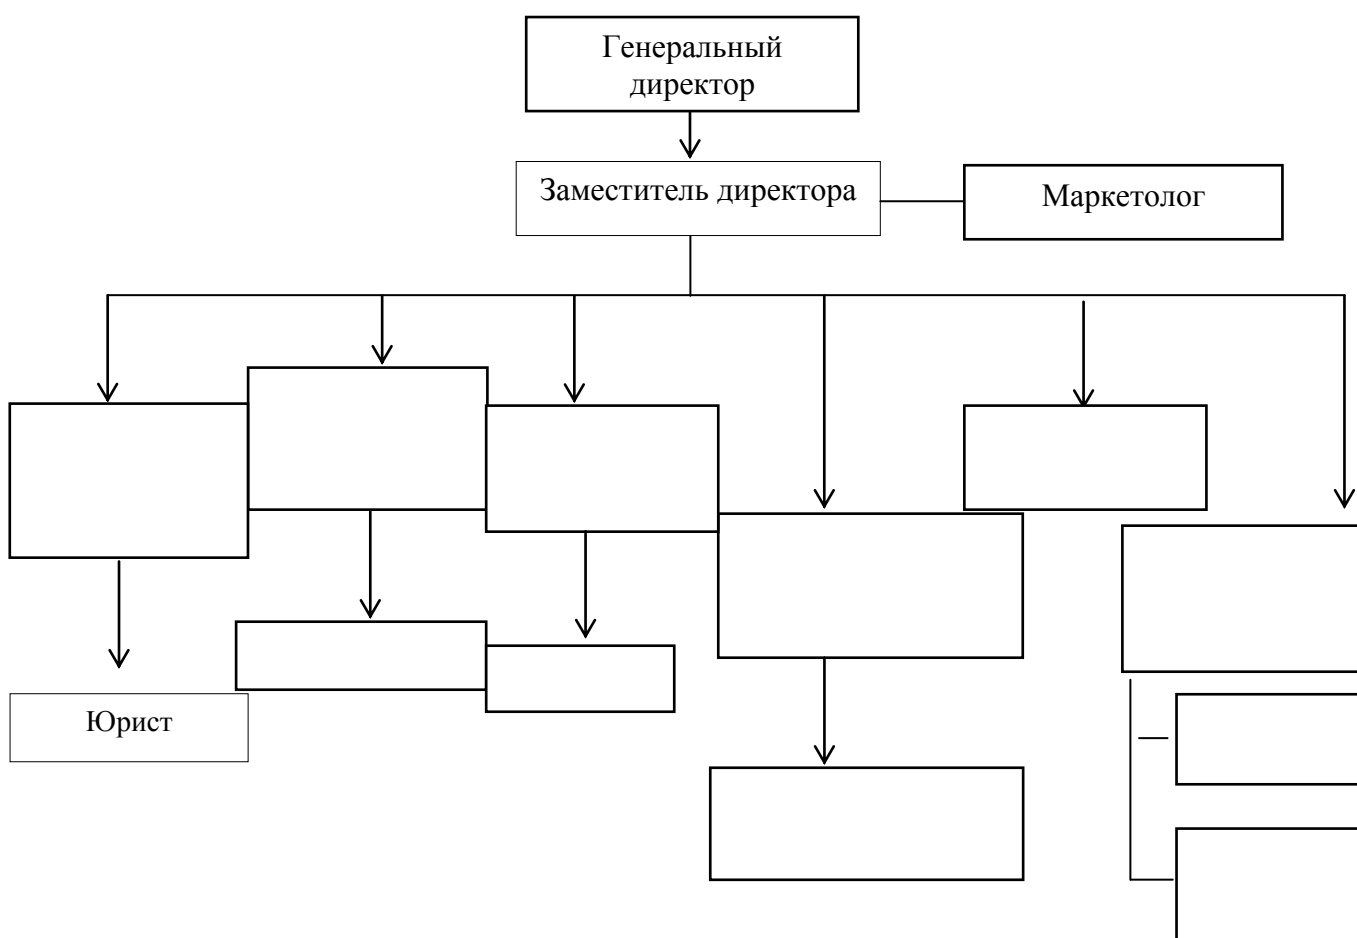 Генеральный
директор
Заместитель директора
Маркетолог
Юрист